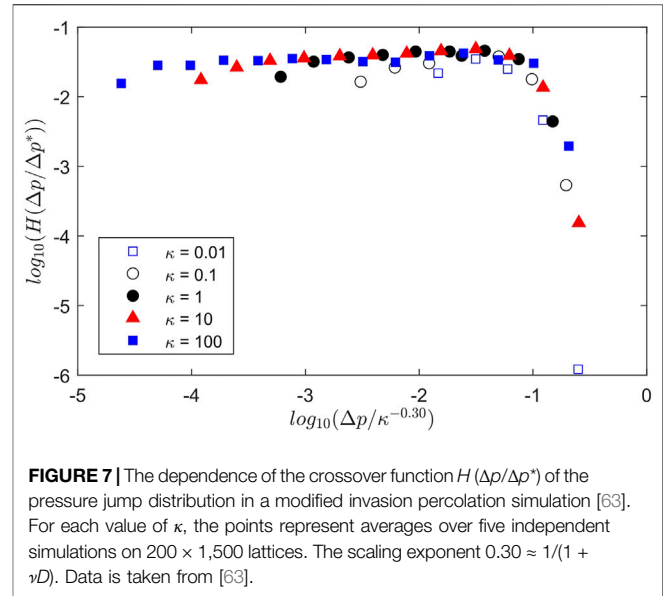 -1
-2
-3
-4
-5
-6
log₁₀(H(Δp/Δp*))
κ = 0.01
κ = 0.1
κ = 1
κ = 10
κ = 100
-5 -4 -3 -2 -1 0
log₁₀(Δp/κ⁻⁰·³⁰)
FIGURE 7 | The dependence of the crossover function H (Δp/Δp*) of the
pressure jump distribution in a modified invasion percolation simulation [63].
For each value of κ, the points represent averages over five independent
simulations on 200 × 1,500 lattices. The scaling exponent 0.30 ≈ 1/(1 +
νD). Data is taken from [63].